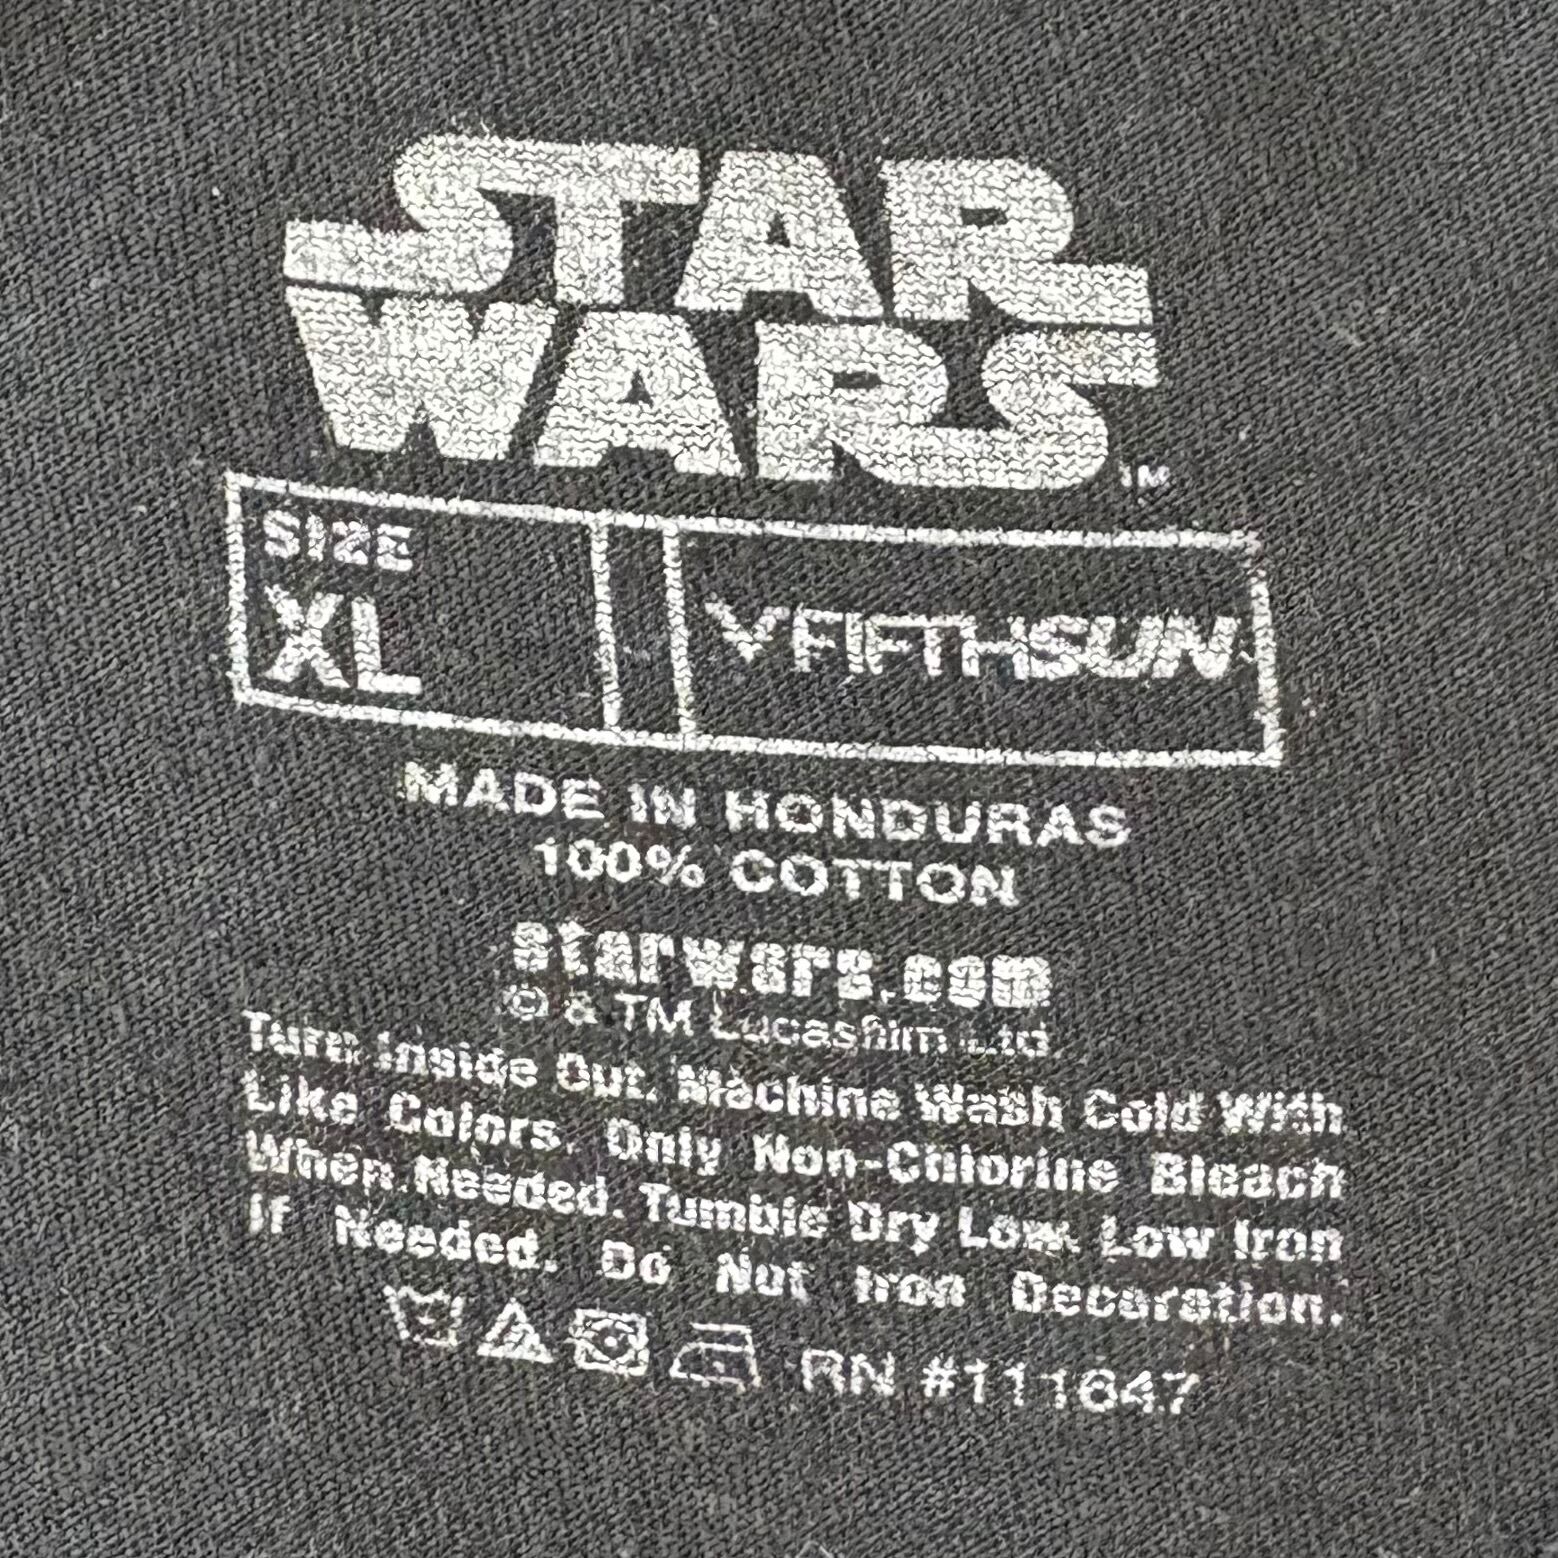 STAR
WARS
TM
SIZE
XL
FIFTHSUN
MADE IN HONDURAS
100% COTTON
starwars.com
© & TM Lucasfilm Ltd.
Turn Inside Out. Machine Wash Cold With
Like Colors. Only Non-Chlorine Bleach
When Needed. Tumble Dry Low. Low Iron
If Needed. Do Not Iron Decoration.
RN #111647